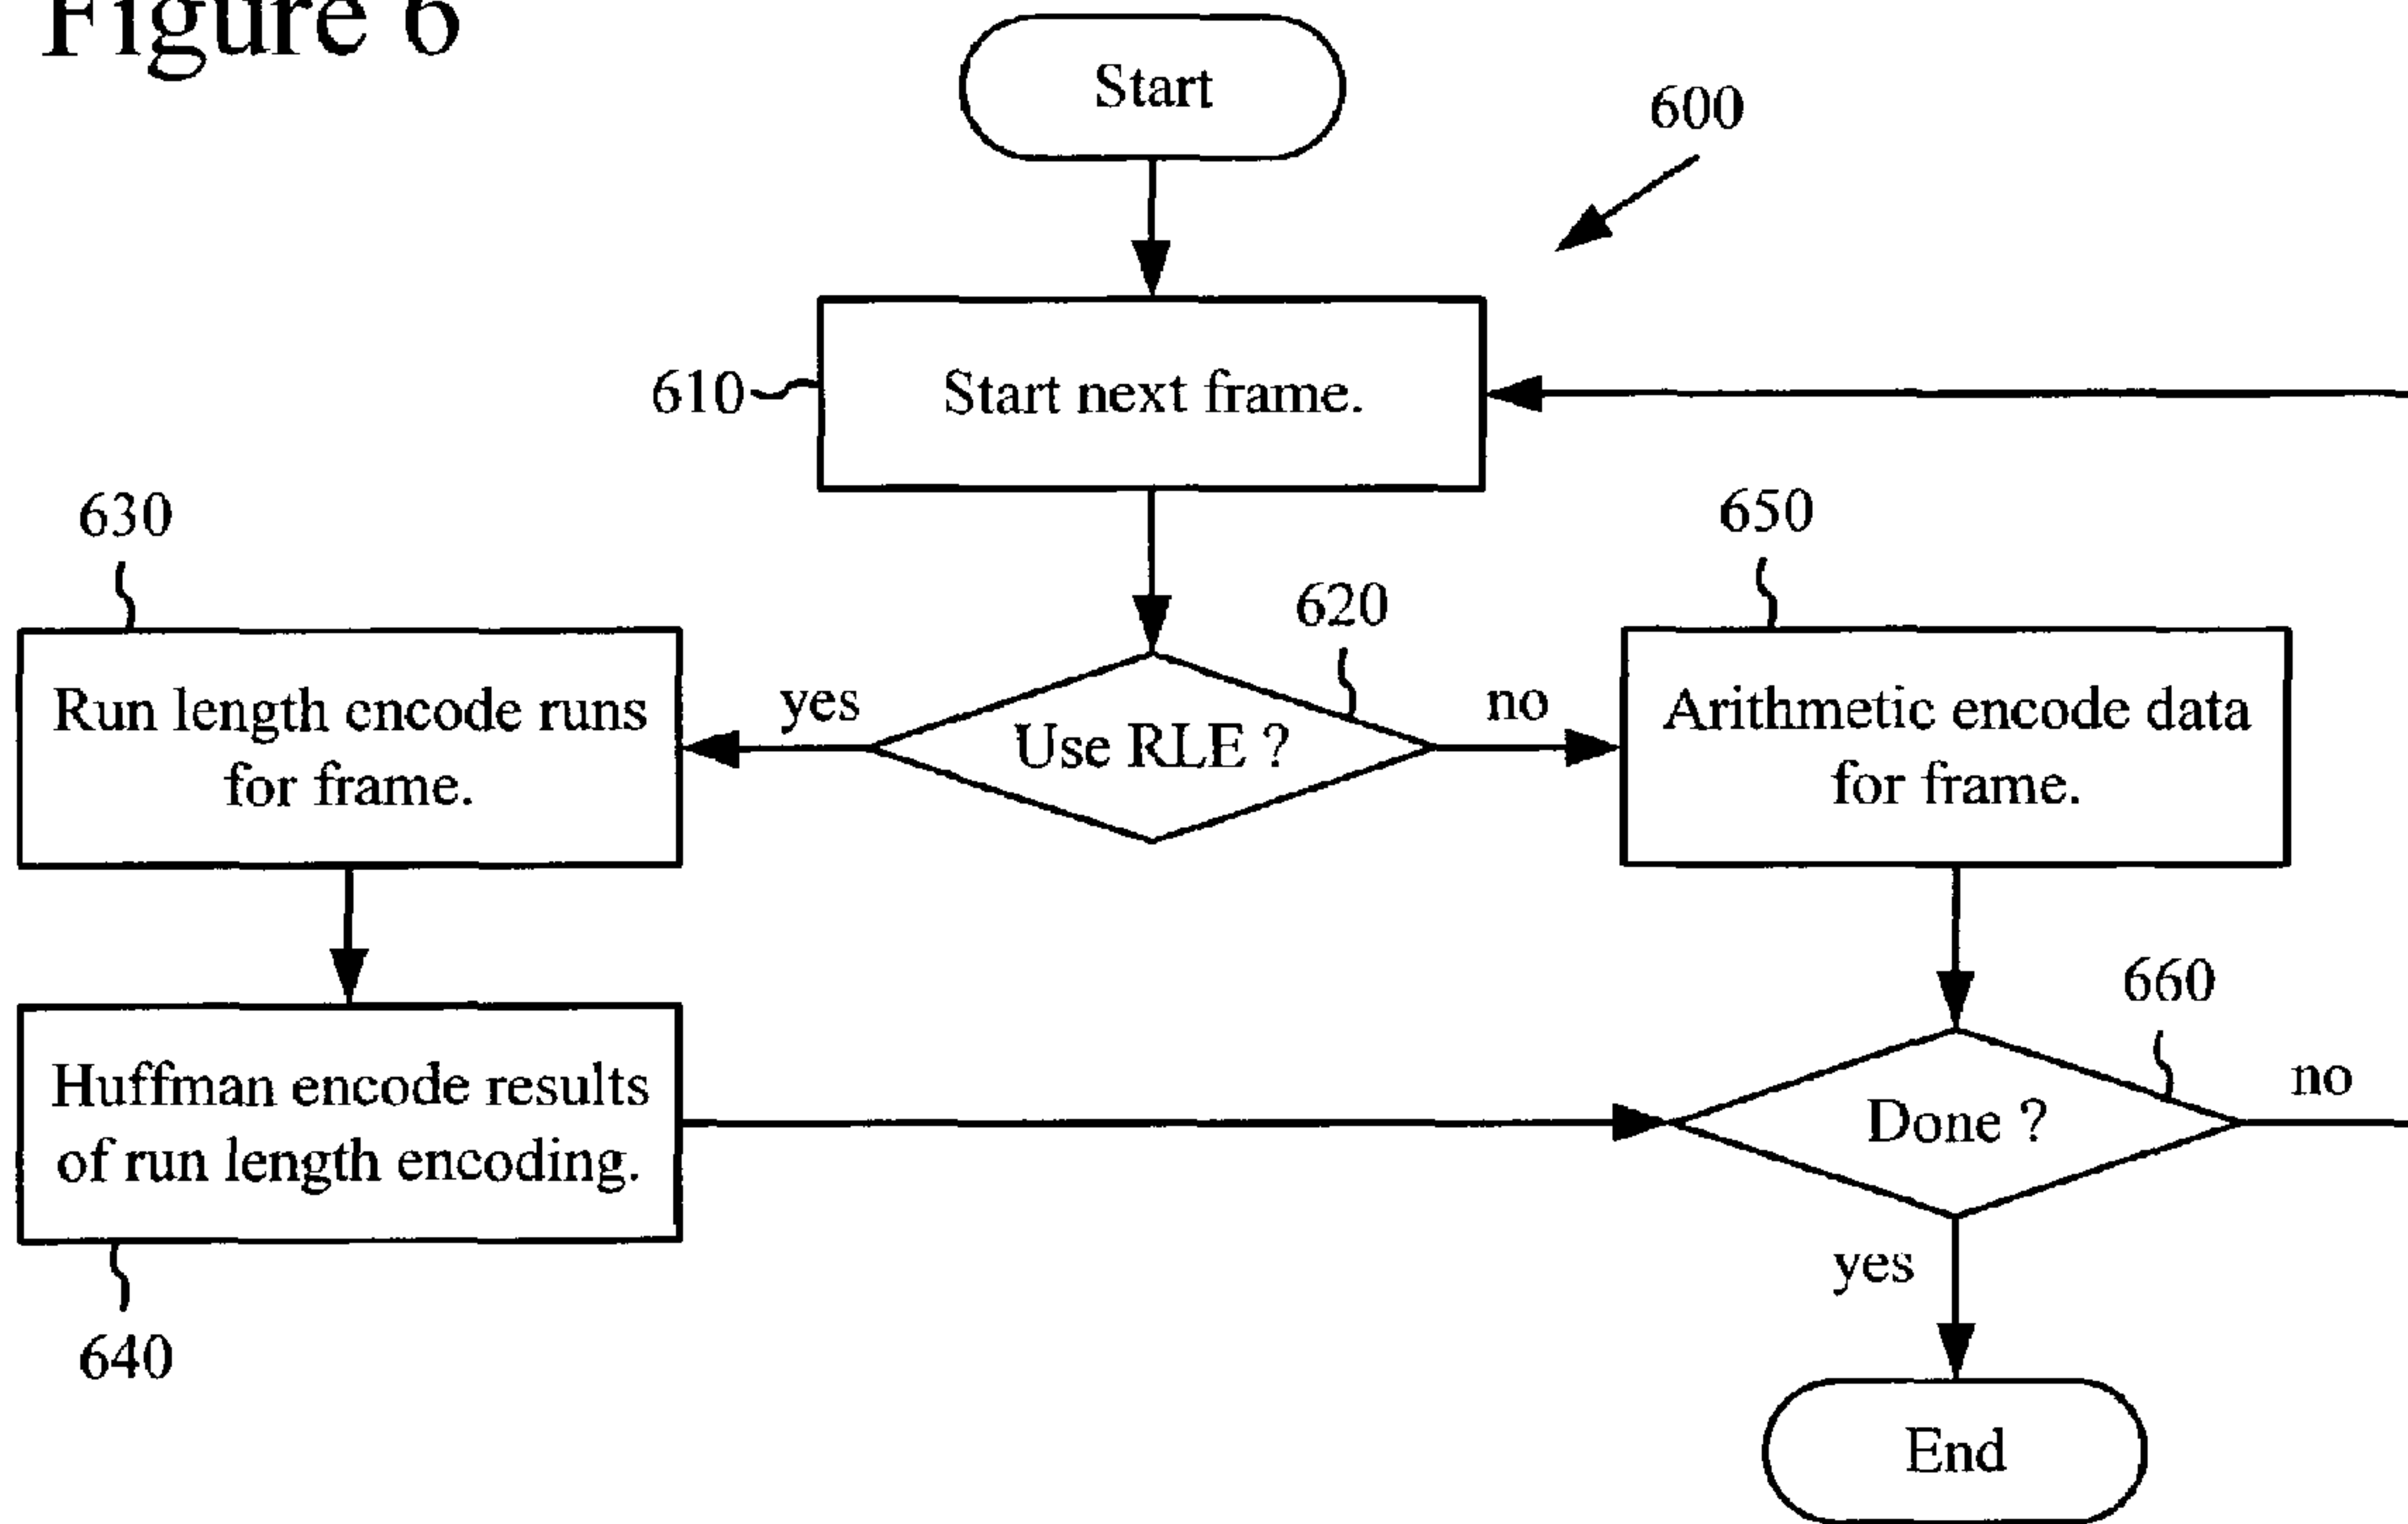 Figure 6
Start
600
610
Start next frame.
630
650
620
Run length encode runs
for frame.
yes
Use RLE ?
no
Arithmetic encode data
for frame.
660
Huffman encode results
of run length encoding.
Done ?
no
yes
640
End